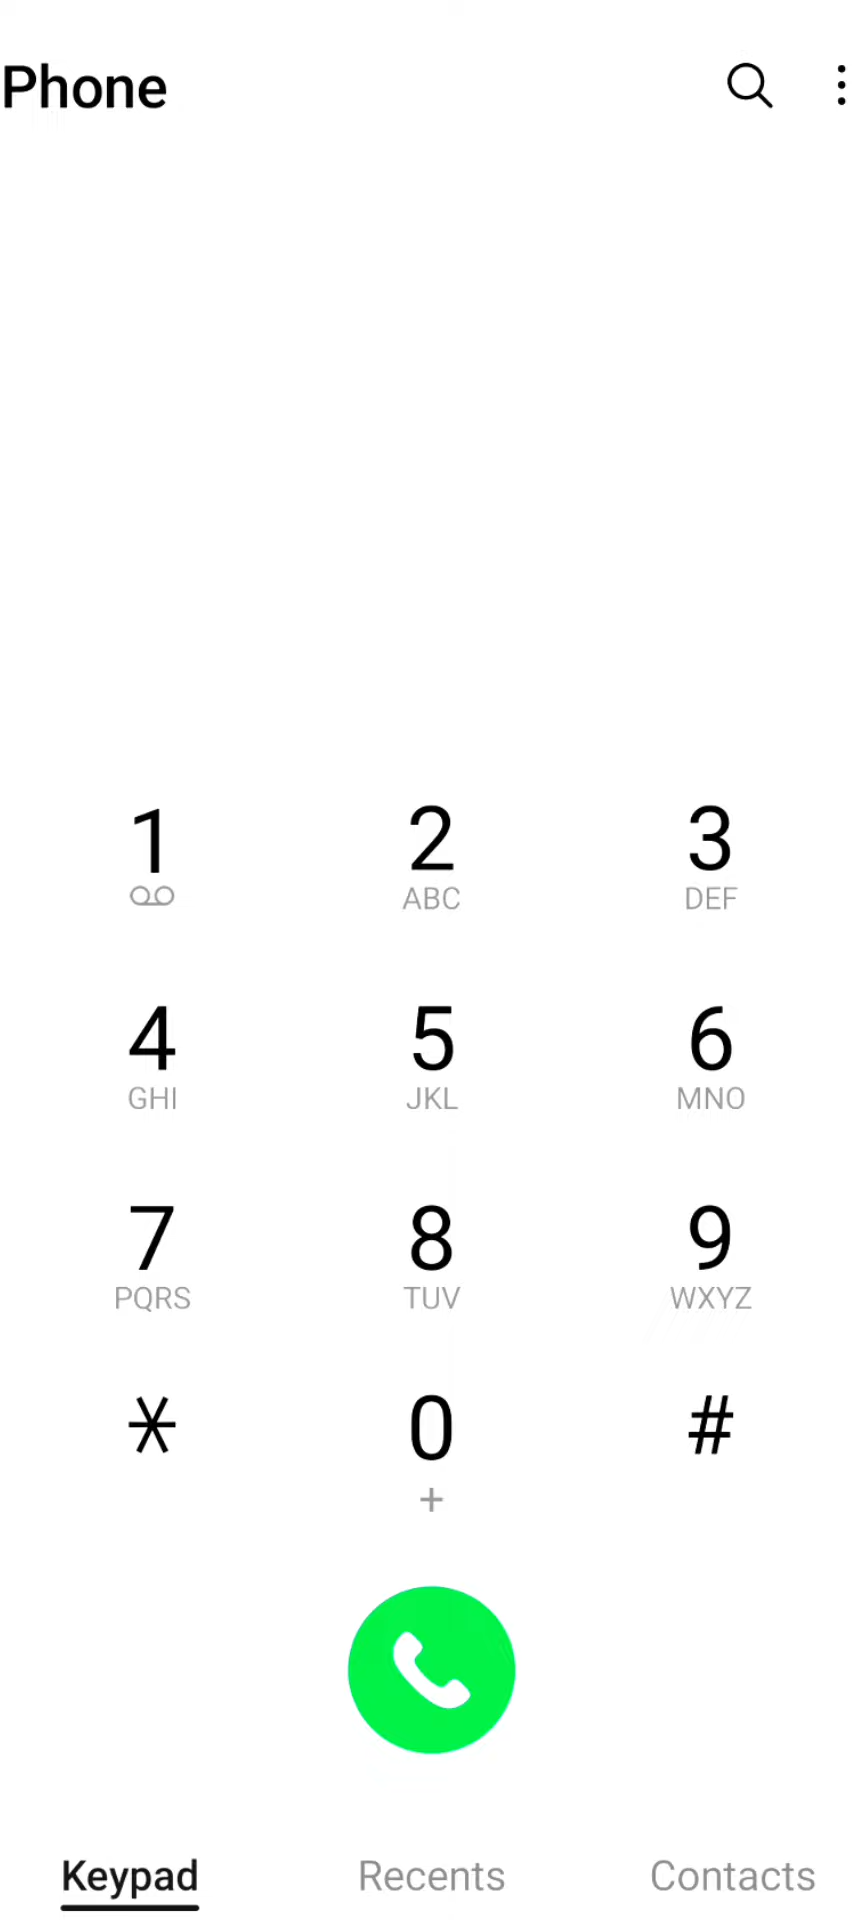 Phone
1 2 3
ABC DEF
4 5 6
GHI JKL MNO
7 8 9
PQRS TUV WXYZ
* 0 #
+
Keypad Recents Contacts